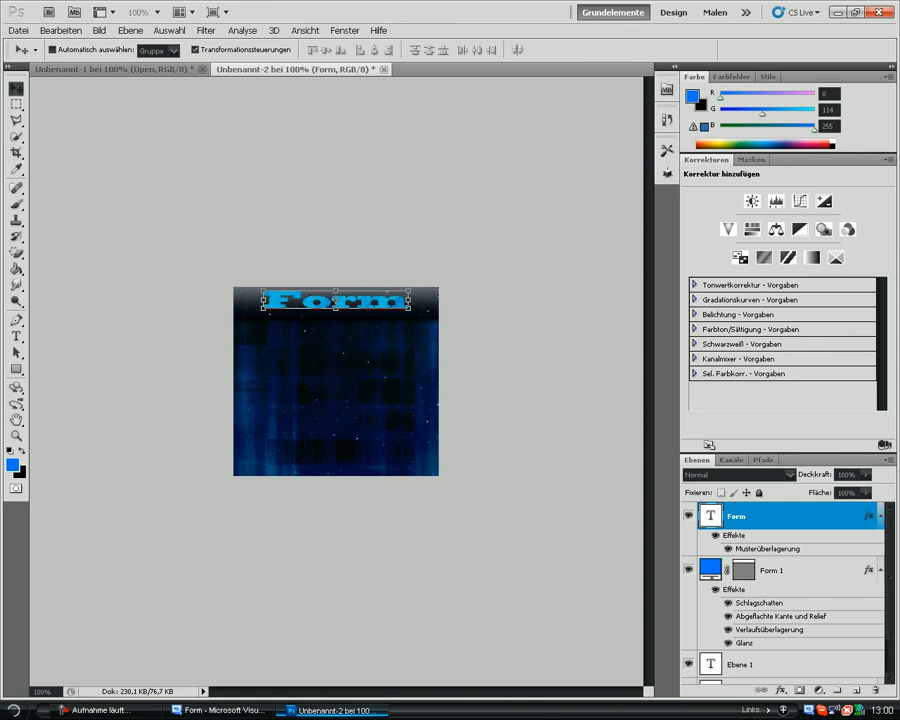 Ps Br Mb 100% Grundelemente Design Malen CS Live
Datei Bearbeiten Bild Ebene Auswahl Filter Analyse 3D Ansicht Fenster Hilfe
Automatisch auswählen: Gruppe Transformationssteuerungen
Unbenannt-1 bei 100% (Open, RGB/8) * Unbenannt-2 bei 100% (Form, RGB/8) *
Form
Farbe Farbfelder Stile
R 0
G 114
B 255
Korrekturen Masken
Korrektur hinzufügen
Tonwertkorrektur - Vorgaben
Gradationskurven - Vorgaben
Belichtung - Vorgaben
Farbton/Sättigung - Vorgaben
Schwarzweiß - Vorgaben
Kanalmixer - Vorgaben
Sel. Farbkorr. - Vorgaben
Ebenen Kanäle Pfade
Normal Deckkraft: 100%
Fixieren: Fläche: 100%
T Form fx
Effekte
Musterüberlagerung
Form 1 fx
Effekte
Schlagschatten
Abgeflachte Kante und Relief
Verlaufsüberlagerung
Glanz
T Ebene 1
100% Dok: 230,1 KB/76,7 KB
Aufnahme läuft... Form - Microsoft Visu... Unbenannt-2 bei 100... Links 13:00